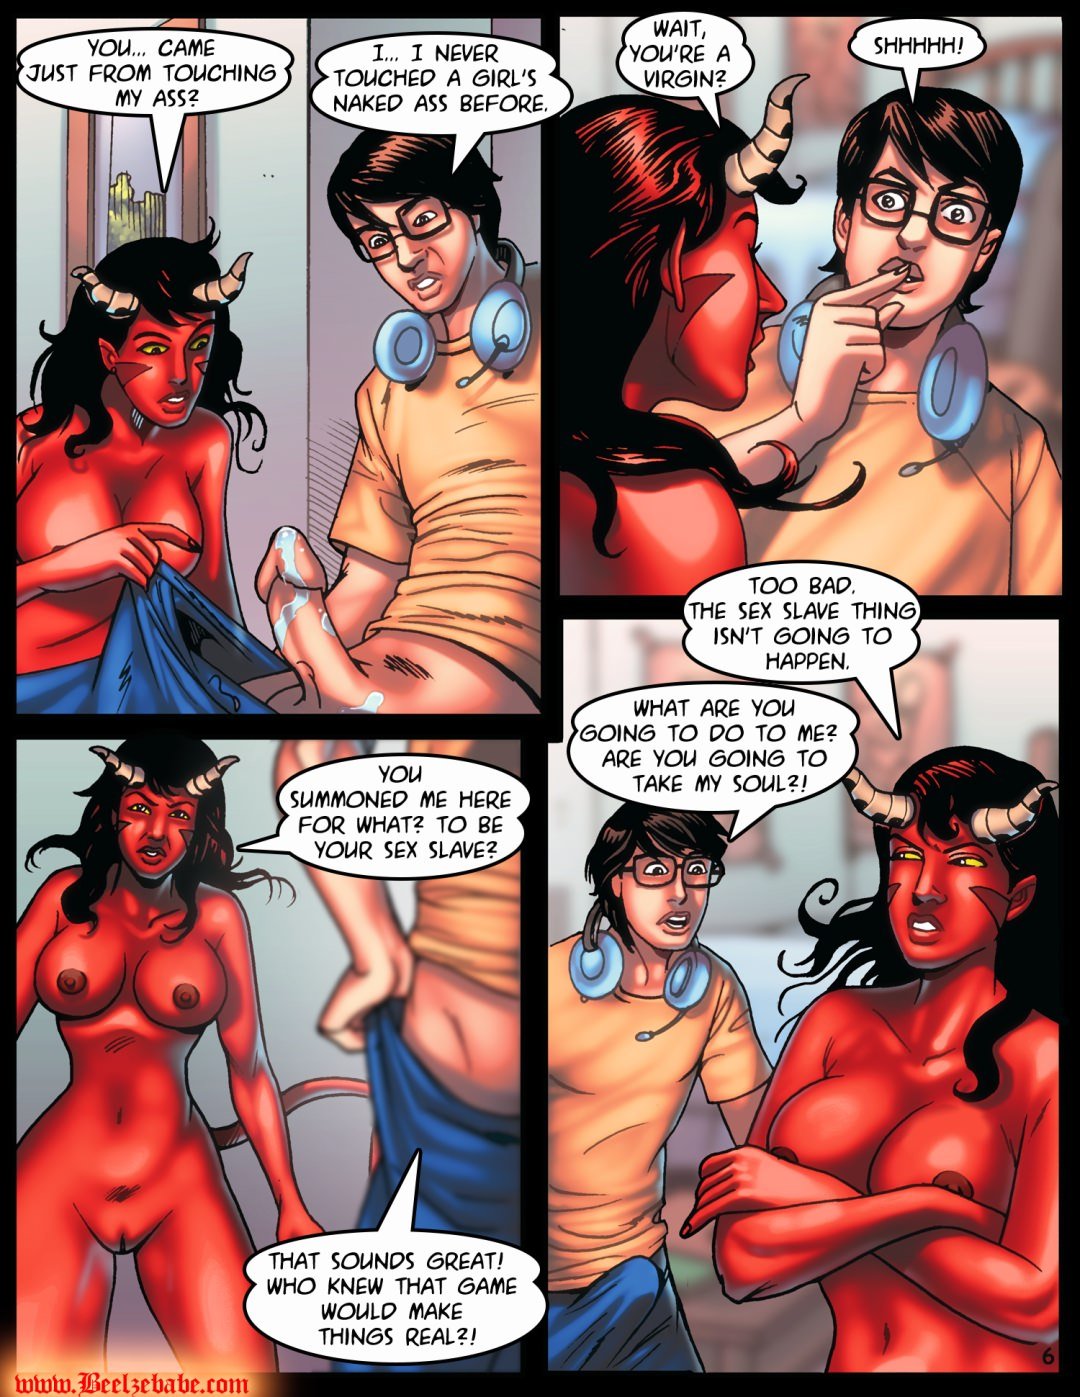 YOU... CAME
JUST FROM TOUCHING
MY ASS?
I... I NEVER
TOUCHED A GIRL'S
NAKED ASS BEFORE.
WAIT,
YOU'RE A
VIRGIN?
SHHHHH!
YOU
SUMMONED ME HERE
FOR WHAT? TO BE
YOUR SEX SLAVE?
THAT SOUNDS GREAT!
WHO KNEW THAT GAME
WOULD MAKE
THINGS REAL?!
TOO BAD.
THE SEX SLAVE THING
ISN'T GOING TO
HAPPEN.
WHAT ARE YOU
GOING TO DO TO ME?
ARE YOU GOING TO
TAKE MY SOUL?!
6
www.Beelzebabe.com